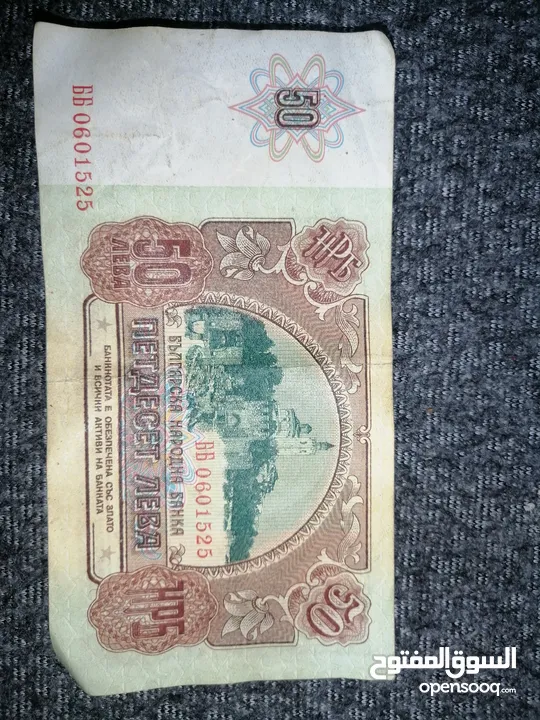 50
ББ 0601525
50
ЛЕВА
НРБ
БЪЛГАРСКА НАРОДНА БАНКА
ПЕТДЕСЕТ ЛЕВА
БАНКНОТАТА Е ОБЕЗПЕЧЕНА СЪС ЗЛАТО
И ВСИЧКИ АКТИВИ НА БАНКАТА
ББ 0601525
НРБ
50
السوق المفتوح
opensooq.com